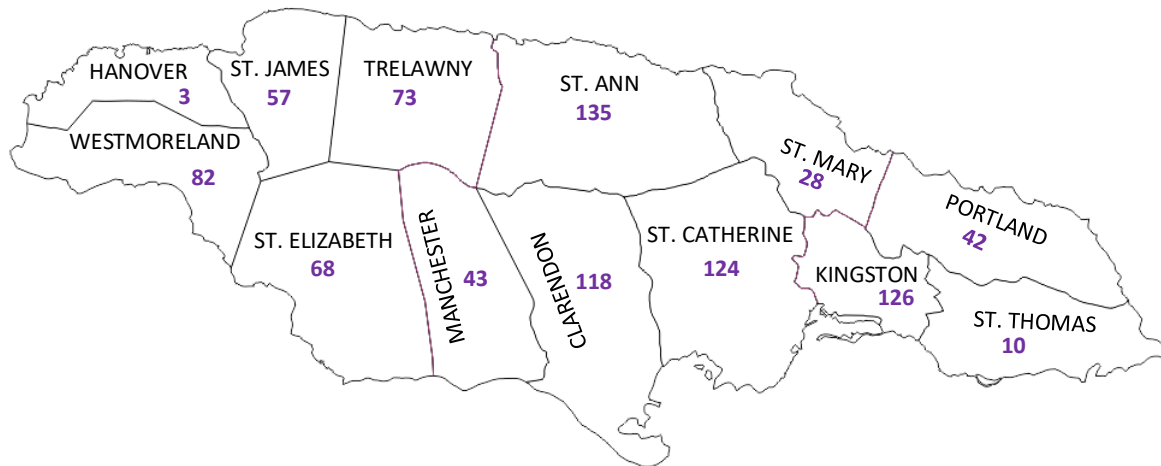 HANOVER
3
WESTMORELAND
82
ST. JAMES
57
TRELAWNY
73
ST. ANN
135
ST. MARY
28
PORTLAND
42
ST. ELIZABETH
68
MANCHESTER
43
CLARENDON
118
ST. CATHERINE
124
KINGSTON
126
ST. THOMAS
10